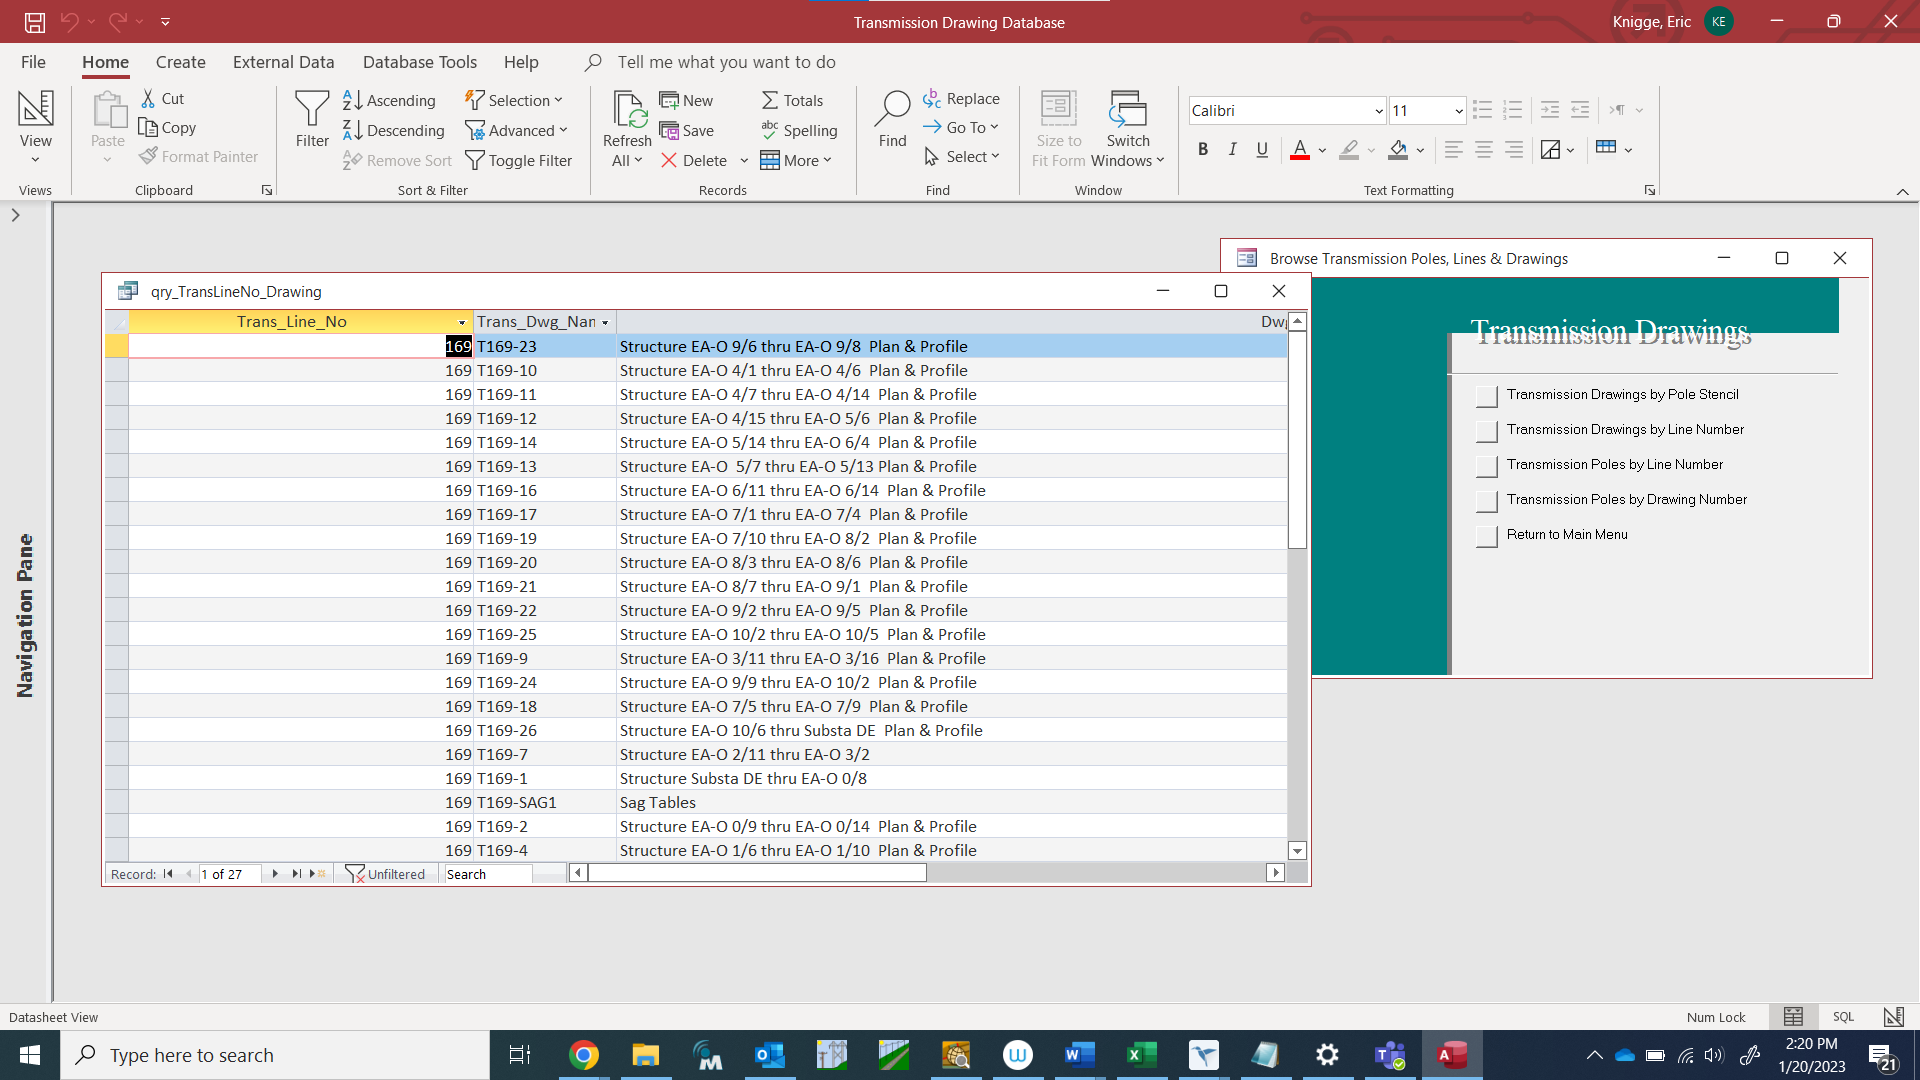 Transmission Drawing Database
Knigge, Eric KE
File Home Create External Data Database Tools Help Tell me what you want to do
View
Views
Paste
Cut
Copy
Format Painter
Clipboard
Filter
Ascending
Descending
Remove Sort
Selection
Advanced
Toggle Filter
Sort & Filter
Refresh All
New
Save
Delete
Totals
Spelling
More
Records
Find
Replace
Go To
Select
Find
Size to Fit Form
Switch Windows
Window
Calibri 11
B I U A
Text Formatting
Navigation Pane
Browse Transmission Poles, Lines & Drawings
Transmission Drawings
Transmission Drawings by Pole Stencil
Transmission Drawings by Line Number
Transmission Poles by Line Number
Transmission Poles by Drawing Number
Return to Main Menu
qry_TransLineNo_Drawing
Trans_Line_No Trans_Dwg_Nan Dwg
169 T169-23 Structure EA-O 9/6 thru EA-O 9/8  Plan & Profile
169 T169-10 Structure EA-O 4/1 thru EA-O 4/6  Plan & Profile
169 T169-11 Structure EA-O 4/7 thru EA-O 4/14  Plan & Profile
169 T169-12 Structure EA-O 4/15 thru EA-O 5/6  Plan & Profile
169 T169-14 Structure EA-O 5/14 thru EA-O 6/4  Plan & Profile
169 T169-13 Structure EA-O  5/7 thru EA-O 5/13 Plan & Profile
169 T169-16 Structure EA-O 6/11 thru EA-O 6/14  Plan & Profile
169 T169-17 Structure EA-O 7/1 thru EA-O 7/4  Plan & Profile
169 T169-19 Structure EA-O 7/10 thru EA-O 8/2  Plan & Profile
169 T169-20 Structure EA-O 8/3 thru EA-O 8/6  Plan & Profile
169 T169-21 Structure EA-O 8/7 thru EA-O 9/1  Plan & Profile
169 T169-22 Structure EA-O 9/2 thru EA-O 9/5  Plan & Profile
169 T169-25 Structure EA-O 10/2 thru EA-O 10/5  Plan & Profile
169 T169-9 Structure EA-O 3/11 thru EA-O 3/16  Plan & Profile
169 T169-24 Structure EA-O 9/9 thru EA-O 10/2  Plan & Profile
169 T169-18 Structure EA-O 7/5 thru EA-O 7/9  Plan & Profile
169 T169-26 Structure EA-O 10/6 thru Substa DE  Plan & Profile
169 T169-7 Structure EA-O 2/11 thru EA-O 3/2
169 T169-1 Structure Substa DE thru EA-O 0/8
169 T169-SAG1 Sag Tables
169 T169-2 Structure EA-O 0/9 thru EA-O 0/14  Plan & Profile
169 T169-4 Structure EA-O 1/6 thru EA-O 1/10  Plan & Profile
Record: 1 of 27 Unfiltered Search
Datasheet View Num Lock SQL
Type here to search
2:20 PM
1/20/2023
21